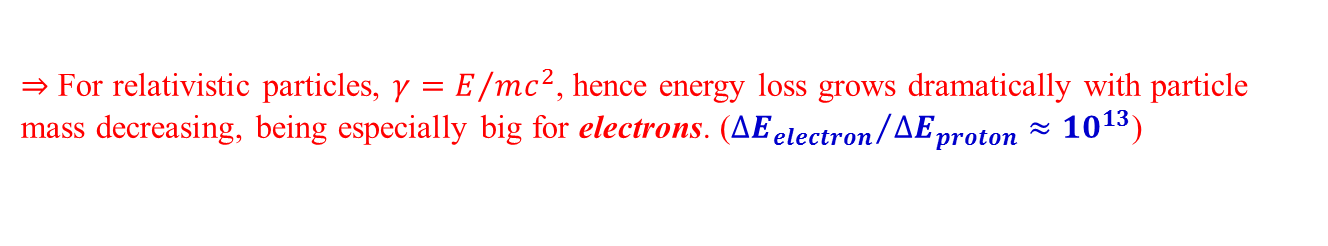 ⇒ For relativistic particles, γ = E/mc², hence energy loss grows dramatically with particle
mass decreasing, being especially big for electrons. (ΔE_electron/ΔE_proton ≈ 10¹³)